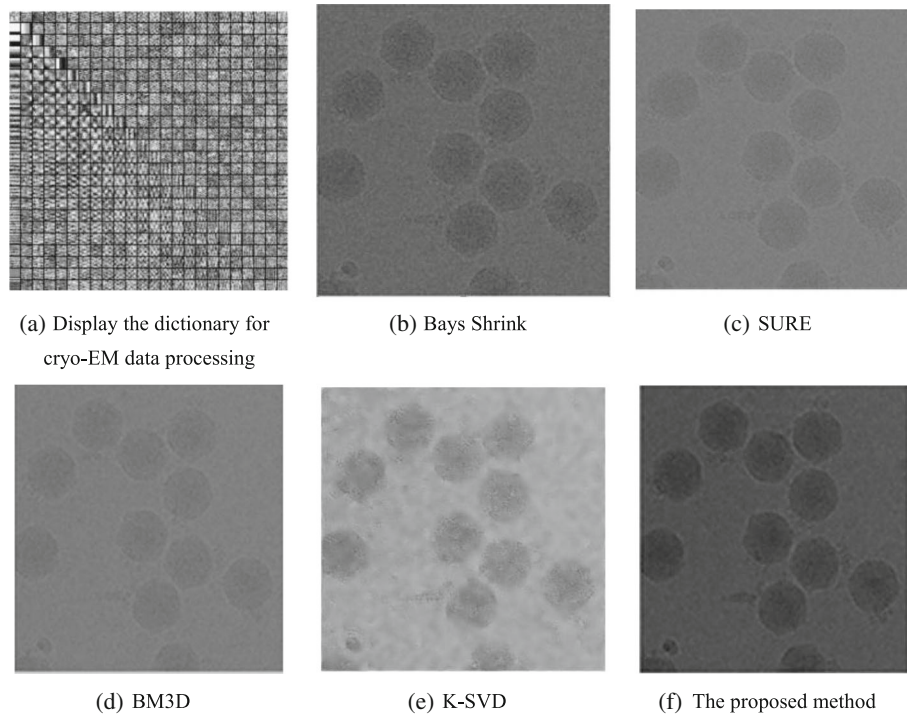 (a) Display the dictionary for
cryo-EM data processing
(b) Bays Shrink
(c) SURE
(d) BM3D
(e) K-SVD
(f) The proposed method